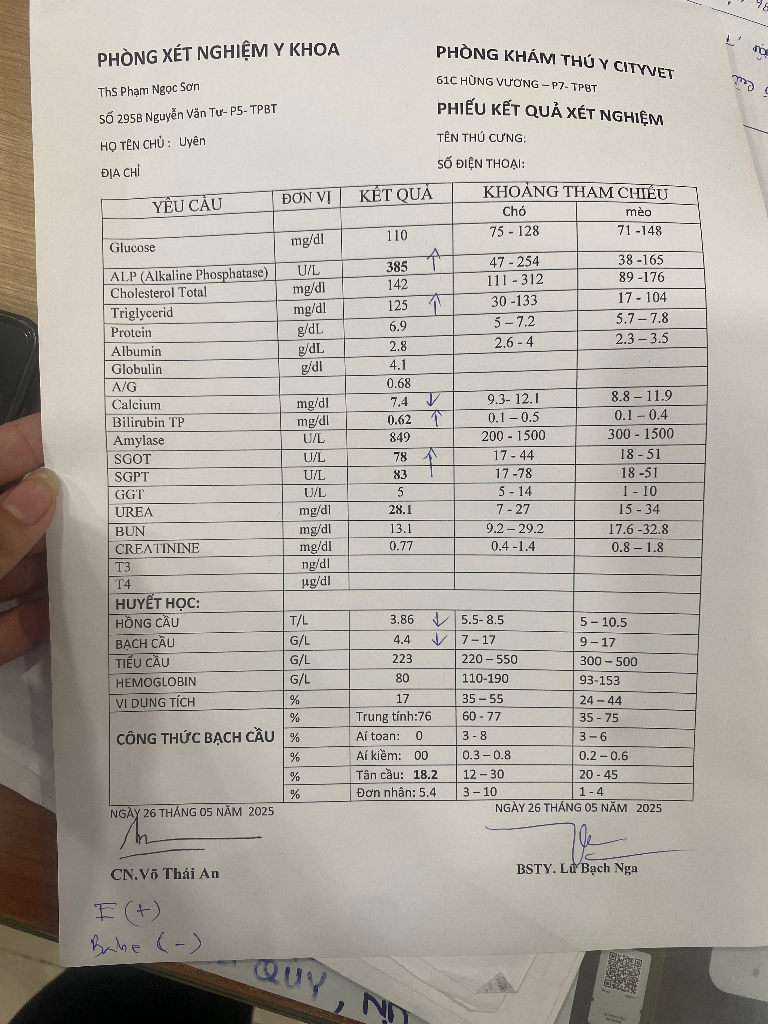 PHÒNG XÉT NGHIỆM Y KHOA
ThS Phạm Ngọc Sơn
SỐ 295B Nguyễn Văn Tư- P5- TPBT
HỌ TÊN CHỦ : Uyên
ĐỊA CHỈ
PHÒNG KHÁM THÚ Y CITYVET
61C HÙNG VƯƠNG – P7- TPBT
PHIẾU KẾT QUẢ XÉT NGHIỆM
TÊN THÚ CƯNG:
SỐ ĐIỆN THOẠI:
YÊU CẦU ĐƠN VỊ KẾT QUẢ KHOẢNG THAM CHIẾU
Chó mèo
Glucose mg/dl 110 75 - 128 71 -148
ALP (Alkaline Phosphatase) U/L 385 ↑ 47 - 254 38 -165
Cholesterol Total mg/dl 142 111 - 312 89 -176
Triglycerid mg/dl 125 ↑ 30 -133 17 - 104
Protein g/dL 6.9 5 – 7.2 5.7 – 7.8
Albumin g/dL 2.8 2.6 - 4 2.3 – 3.5
Globulin g/dl 4.1
A/G 0.68
Calcium mg/dl 7.4 ↓ 9.3- 12.1 8.8 – 11.9
Bilirubin TP mg/dl 0.62 ↑ 0.1 – 0.5 0.1 – 0.4
Amylase U/L 849 200 - 1500 300 - 1500
SGOT U/L 78 ↑ 17 - 44 18 - 51
SGPT U/L 83 17 -78 18 -51
GGT U/L 5 5 - 14 1 - 10
UREA mg/dl 28.1 7 - 27 15 - 34
BUN mg/dl 13.1 9.2 – 29.2 17.6 -32.8
CREATININE mg/dl 0.77 0.4 -1.4 0.8 – 1.8
T3 ng/dl
T4 µg/dl
HUYẾT HỌC:
HỒNG CẦU T/L 3.86 ↓ 5.5- 8.5 5 – 10.5
BẠCH CẦU G/L 4.4 ↓ 7 – 17 9 – 17
TIỂU CẦU G/L 223 220 – 550 300 – 500
HEMOGLOBIN G/L 80 110-190 93-153
VI DUNG TÍCH % 17 35 – 55 24 – 44
CÔNG THỨC BẠCH CẦU
% Trung tính:76 60 - 77 35 - 75
% Aí toan: 0 3 - 8 3 – 6
% Aí kiềm: 00 0.3 – 0.8 0.2 – 0.6
% Tân cầu: 18.2 12 – 30 20 - 45
% Đơn nhân: 5.4 3 – 10 1 - 4
NGÀY 26 THÁNG 05 NĂM 2025
CN.Võ Thái An
NGÀY 26 THÁNG 05 NĂM 2025
BSTY. Lữ Bạch Nga
E (+)
Babe (-)
QUÝ,